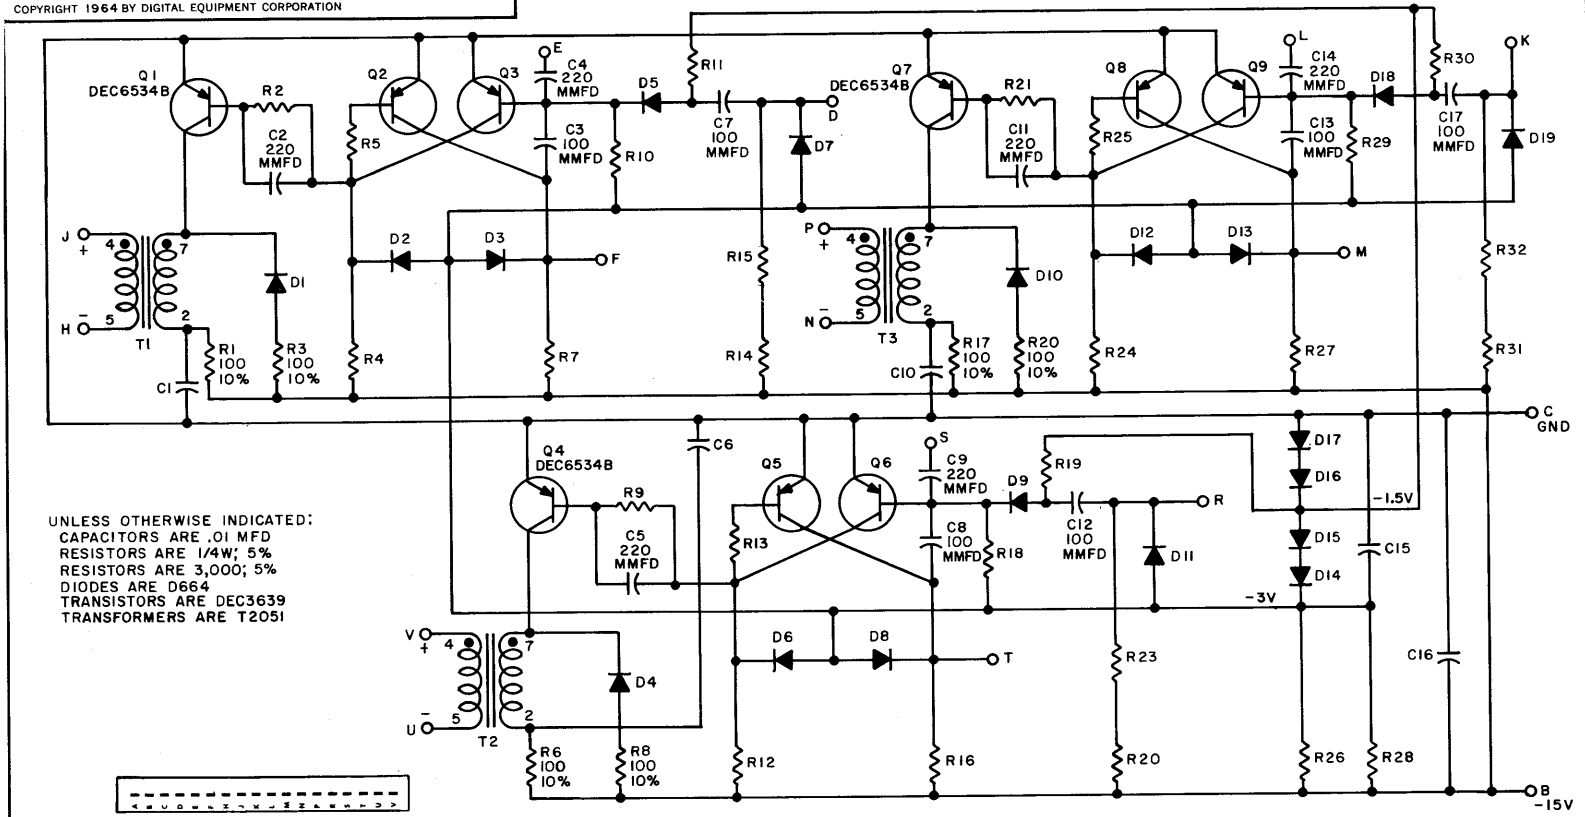 COPYRIGHT 1964 BY DIGITAL EQUIPMENT CORPORATION
Q1
DEC6534B
R2
C2
220
MMFD
Q2
Q3
R5
E
C4
220
MMFD
C3
100
MMFD
R10
D5
R11
C7
100
MMFD
D
D7
Q7
DEC6534B
R21
C11
220
MMFD
Q8
Q9
R25
L
C14
220
MMFD
C13
100
MMFD
R29
D18
R30
C17
100
MMFD
K
D19
J
+
4
7
H
−
5
2
T1
D1
R1
100
10%
R3
100
10%
C1
D2
D3
F
R4
R7
R15
R14
P
+
4
7
N
−
5
2
T3
D10
C10
R17
100
10%
R20
100
10%
D12
D13
M
R24
R27
R32
R31
C
GND
Q4
DEC6534B
R9
C5
220
MMFD
C6
Q5
Q6
R13
S
C9
220
MMFD
C8
100
MMFD
D9
R18
R19
C12
100
MMFD
R
D11
D17
D16
−1.5V
D15
D14
−3V
C15
C16
UNLESS OTHERWISE INDICATED:
CAPACITORS ARE .01 MFD
RESISTORS ARE 1/4W; 5%
RESISTORS ARE 3,000; 5%
DIODES ARE D664
TRANSISTORS ARE DEC3639
TRANSFORMERS ARE T2051
V
+
4
7
U
−
5
2
T2
D4
R6
100
10%
R8
100
10%
D6
D8
T
R12
R16
R23
R20
R26
R28
B
−15V
A B C D E F H J K L M N P R S T U V